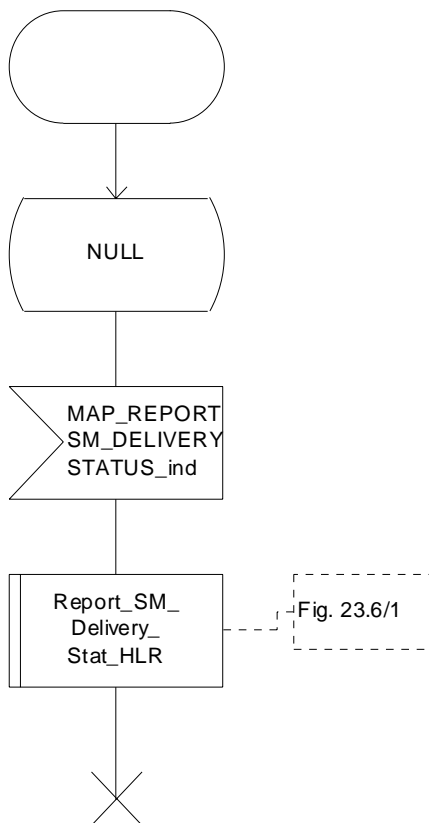 NULL
MAP_REPORT
SM_DELIVERY
STATUS_ind
Report_SM_
Delivery_
Stat_HLR
Fig. 23.6/1